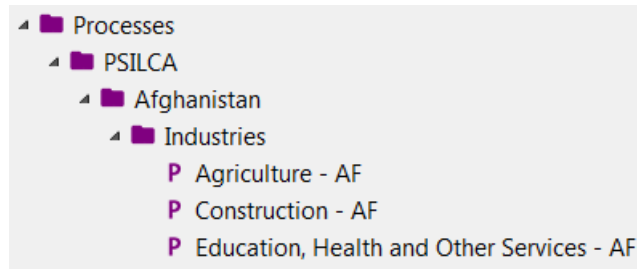 Processes
PSILCA
Afghanistan
Industries
P Agriculture - AF
P Construction - AF
P Education, Health and Other Services - AF